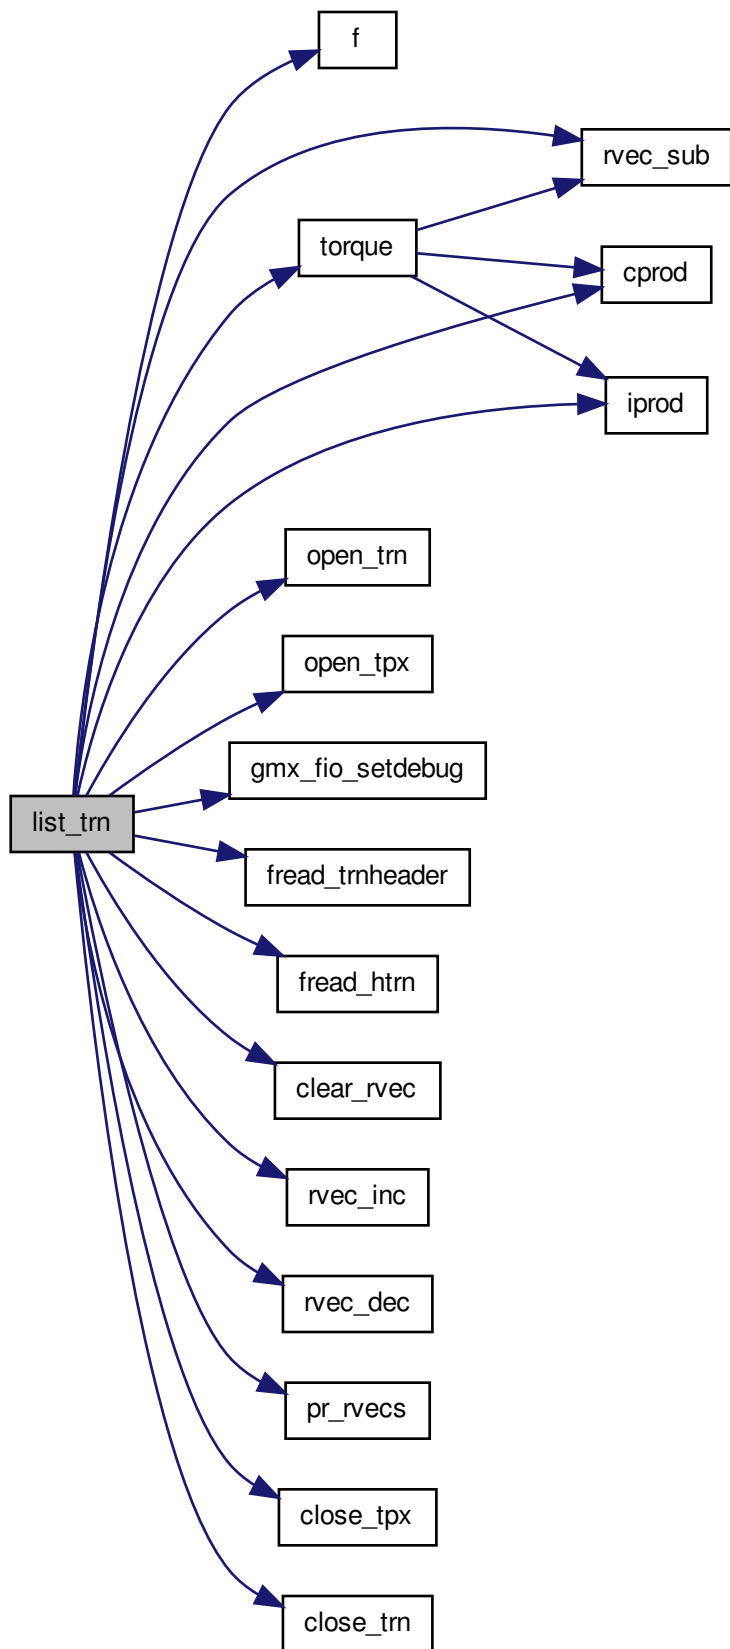 f
rvec_sub
torque
cprod
iprod
open_trn
open_tpx
gmx_fio_setdebug
list_trn
fread_trnheader
fread_htrn
clear_rvec
rvec_inc
rvec_dec
pr_rvecs
close_tpx
close_trn